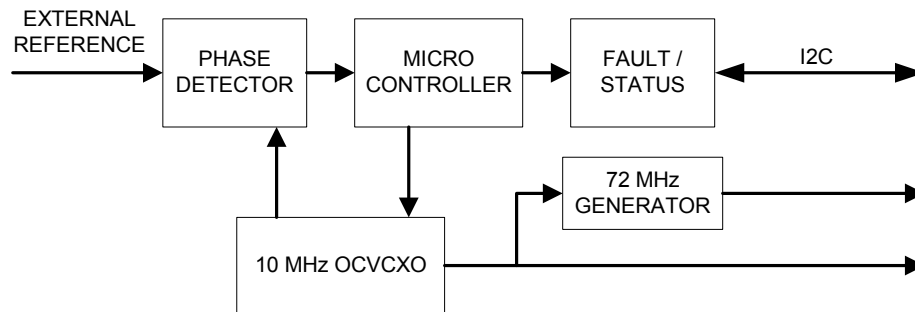 EXTERNAL
REFERENCE
PHASE
DETECTOR
MICRO
CONTROLLER
FAULT /
STATUS
I2C
72 MHz
GENERATOR
10 MHz OCVCXO